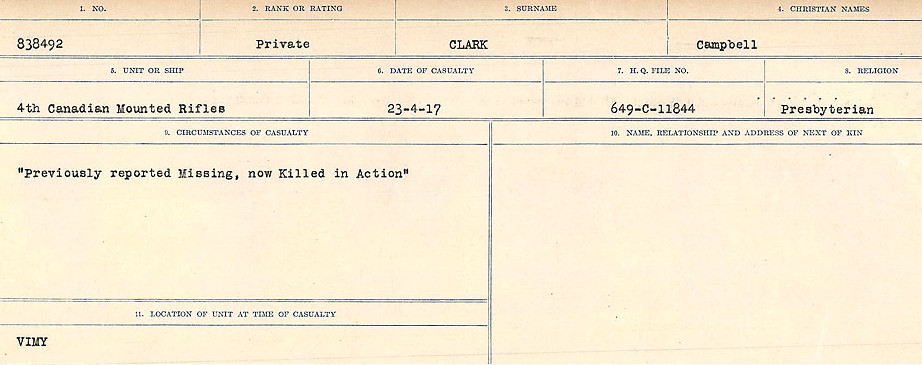 1. NO. 2. RANK OR RATING 3. SURNAME 4. CHRISTIAN NAMES
838492 Private CLARK Campbell
5. UNIT OR SHIP 6. DATE OF CASUALTY 7. H. Q. FILE NO. 8. RELIGION
4th Canadian Mounted Rifles 23-4-17 649-C-11844 Presbyterian
9. CIRCUMSTANCES OF CASUALTY 10. NAME, RELATIONSHIP AND ADDRESS OF NEXT OF KIN
"Previously reported Missing, now Killed in Action"
11. LOCATION OF UNIT AT TIME OF CASUALTY
VIMY